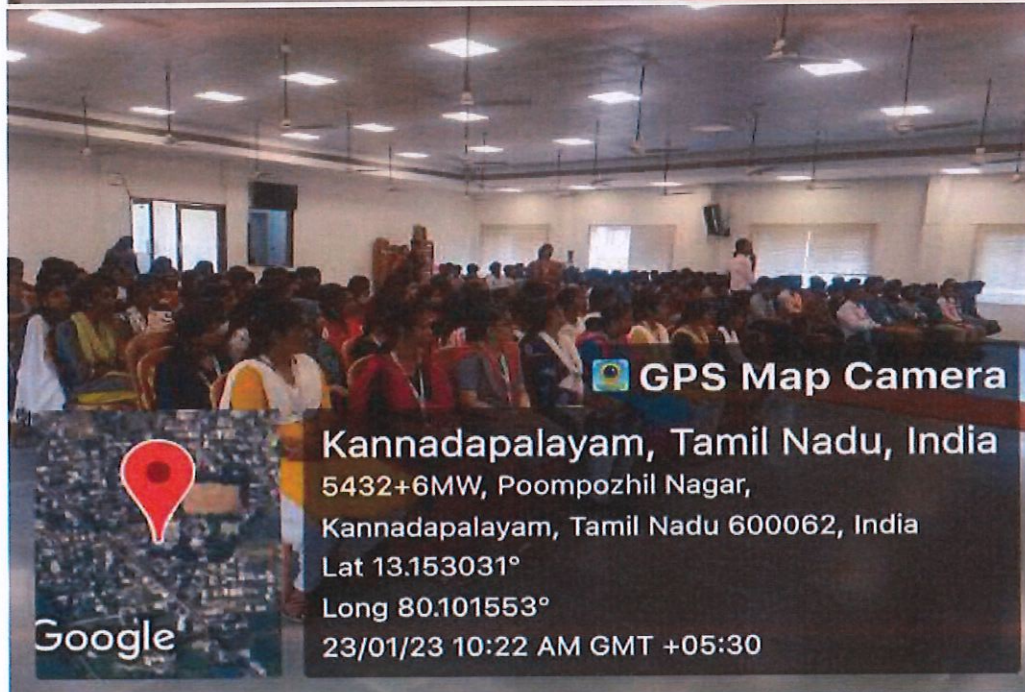 GPS Map Camera
Kannadapalayam, Tamil Nadu, India
5432+6MW, Poompozhil Nagar,
Kannadapalayam, Tamil Nadu 600062, India
Lat 13.153031°
Long 80.101553°
23/01/23 10:22 AM GMT +05:30
Google